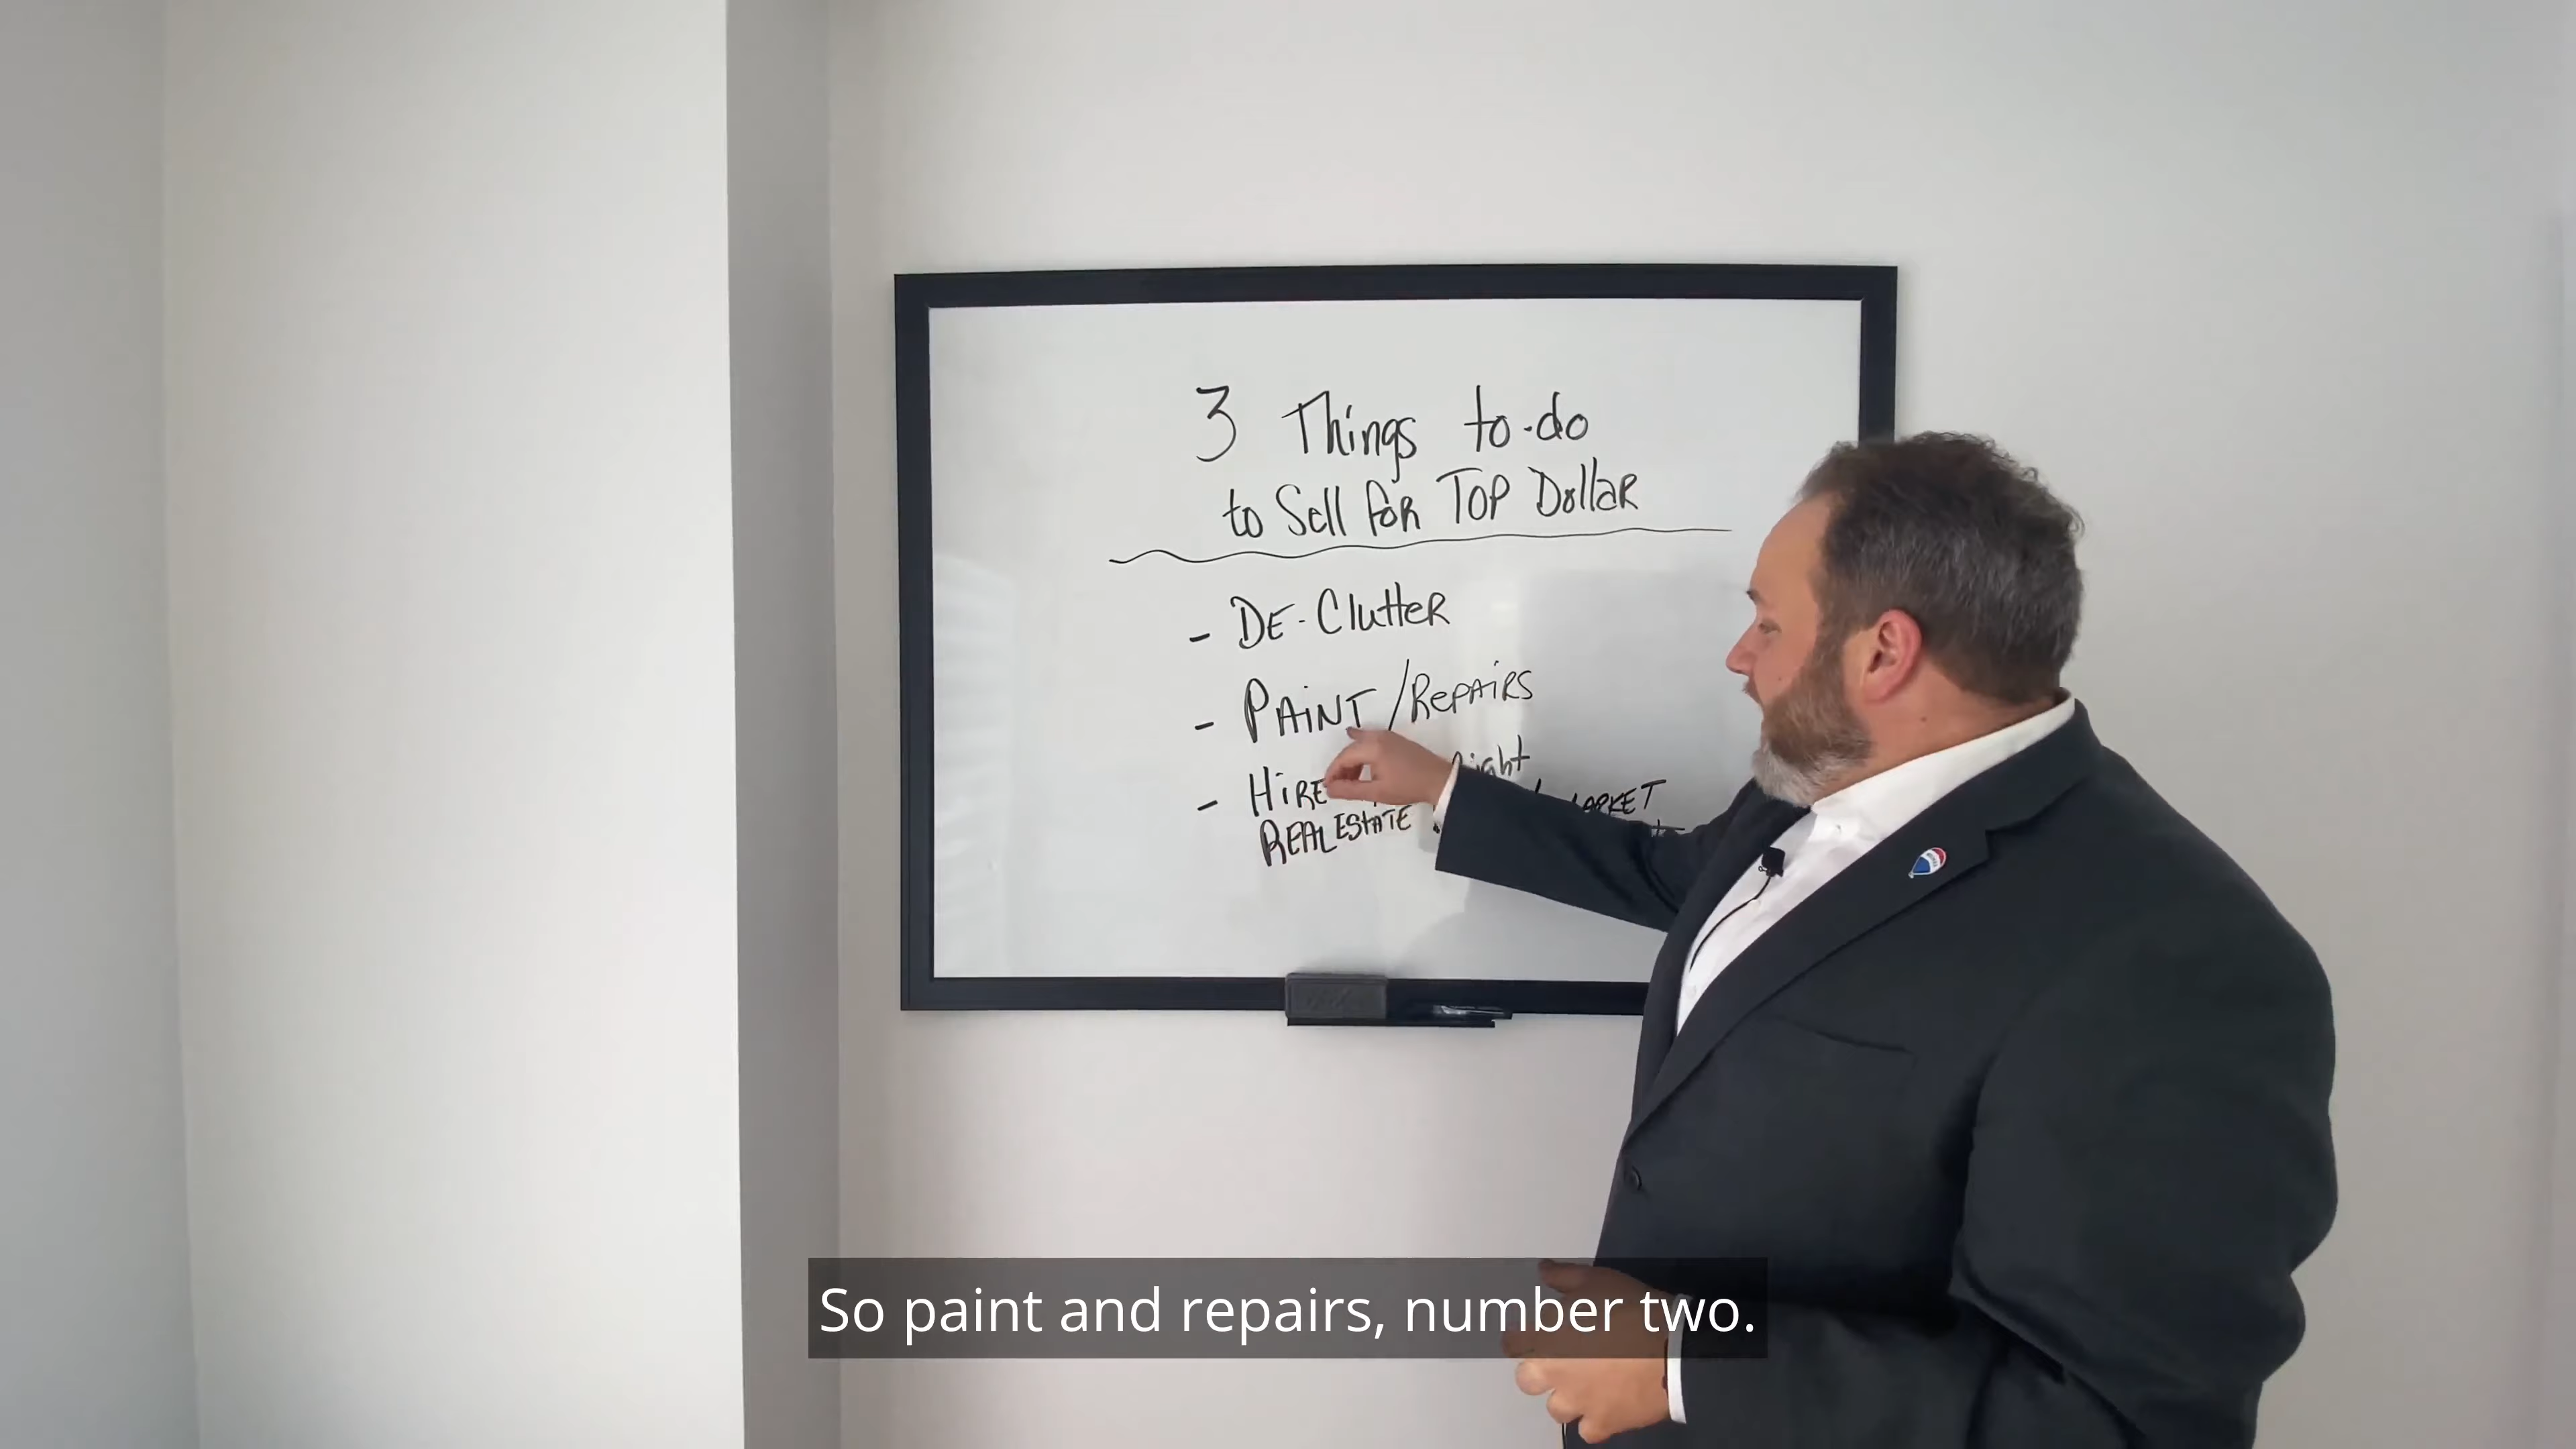 3 Things to-do
to Sell for TOP Dollar
- DE-Clutter
- PAINT/REPAIRS
- HIRE Right
REAL ESTATE MARKET
So paint and repairs, number two.